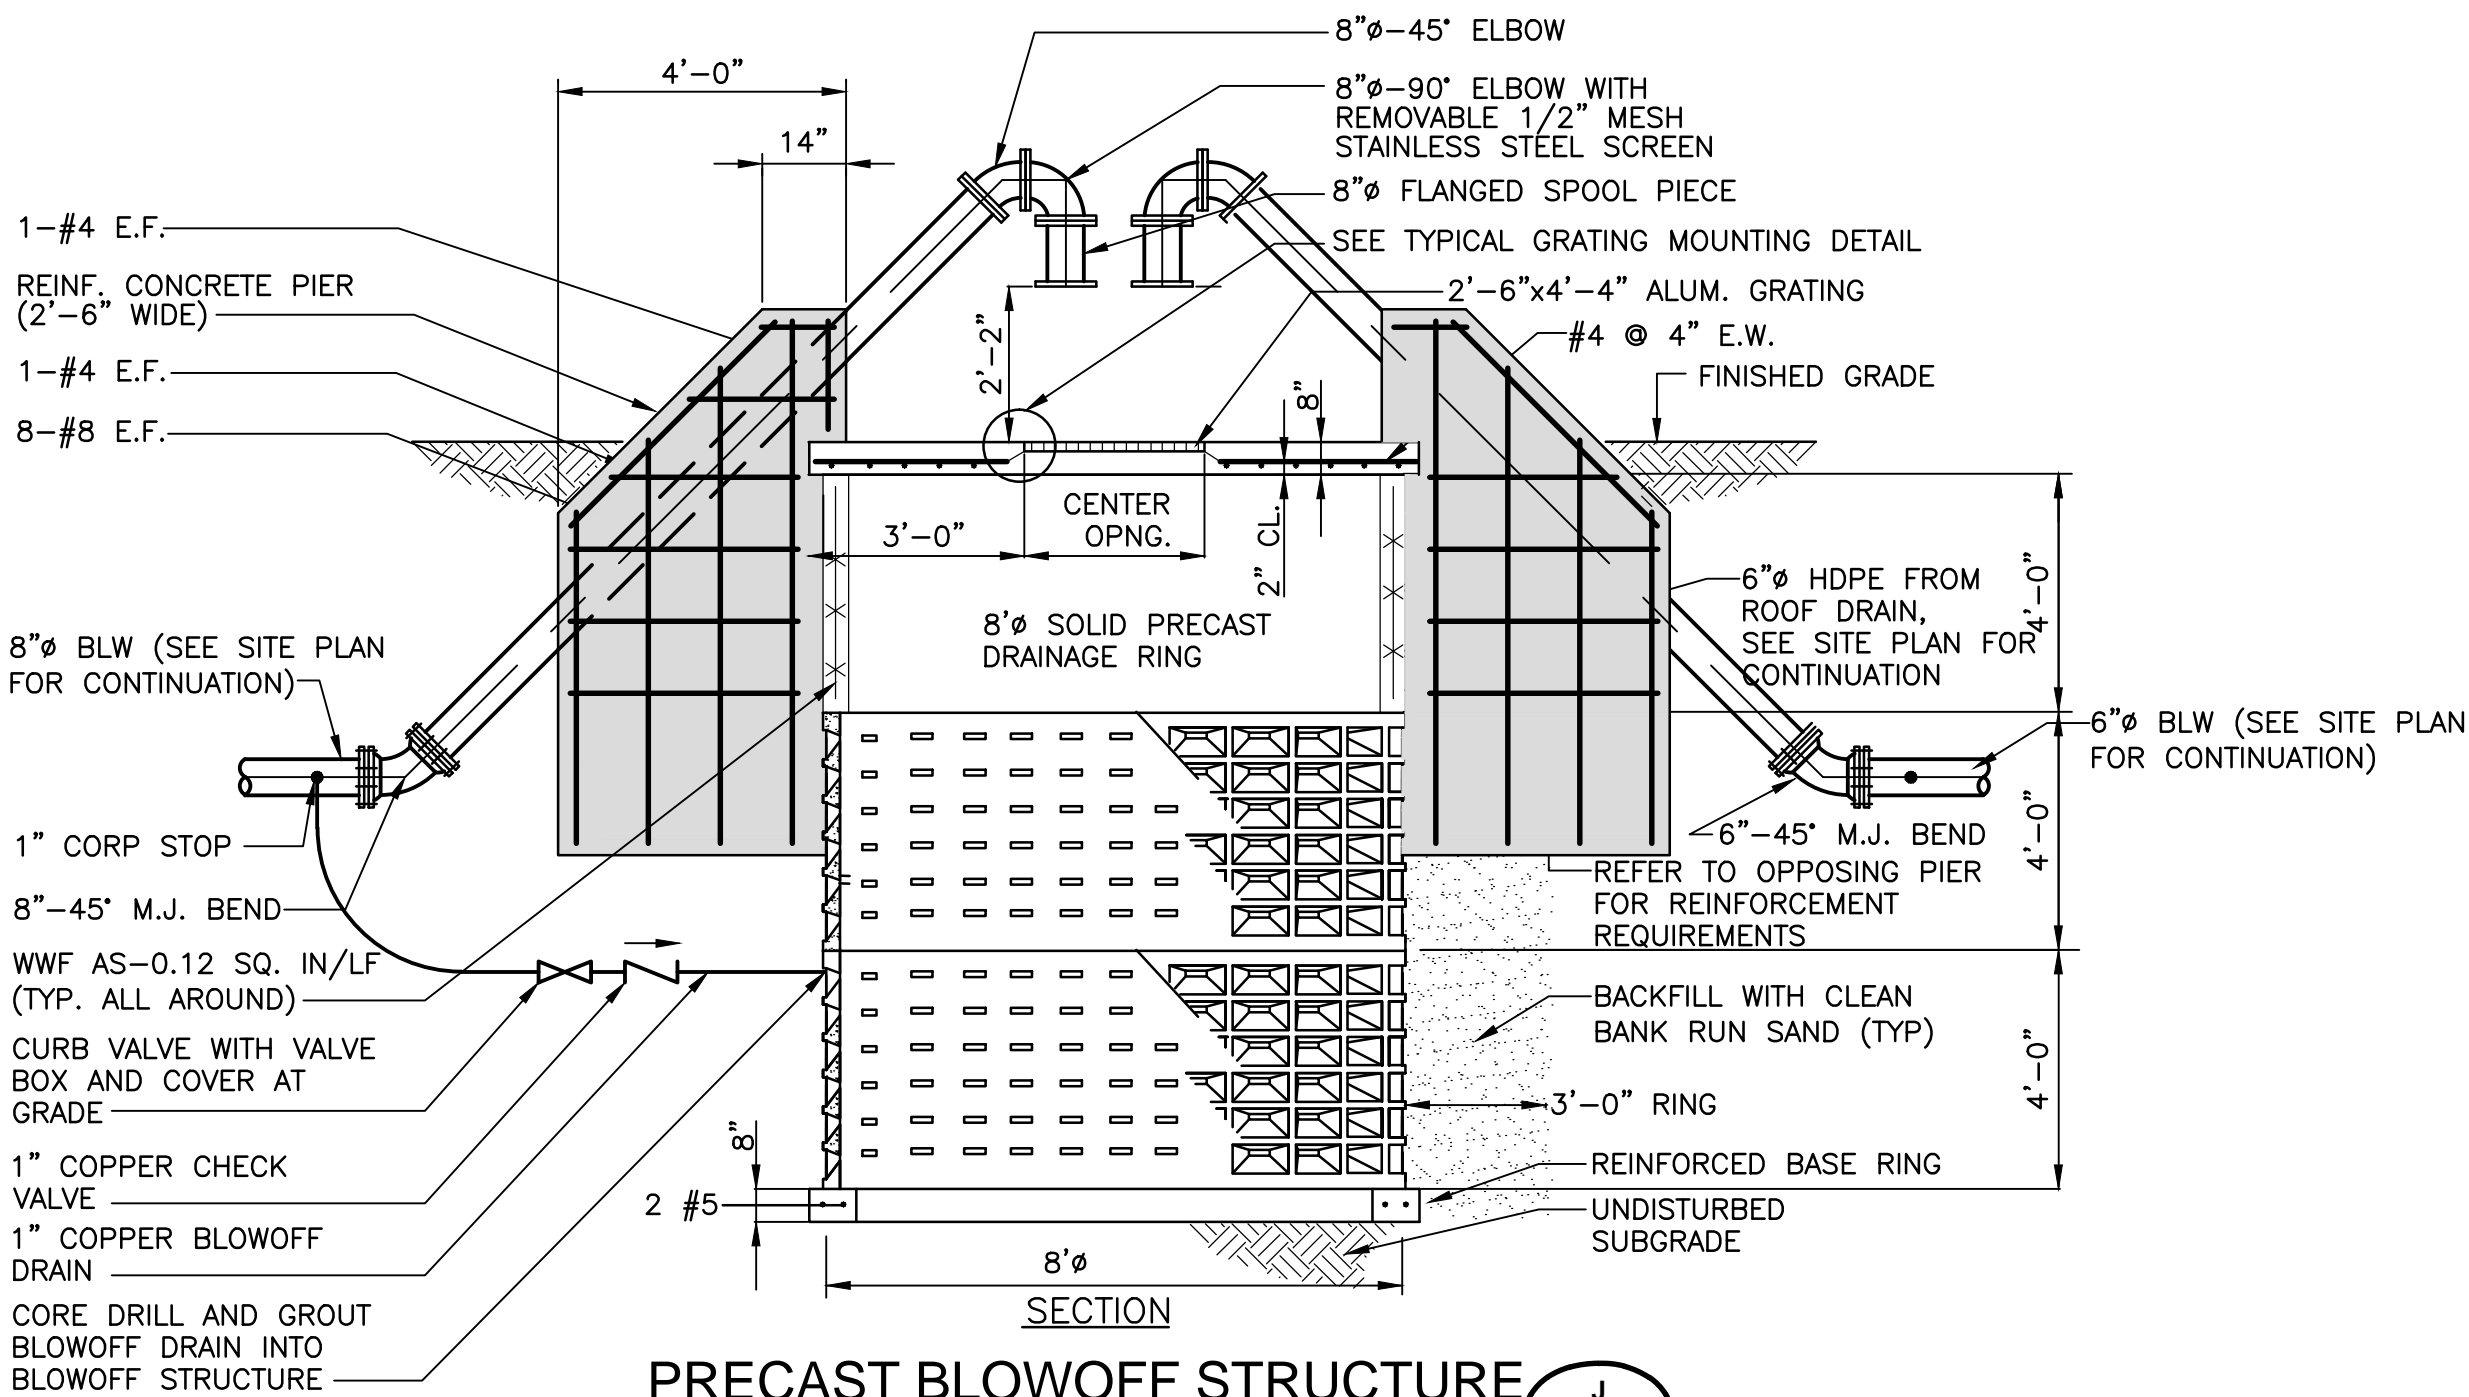 8"ø-45° ELBOW
4'-0"
8"ø-90° ELBOW WITH
REMOVABLE 1/2" MESH
STAINLESS STEEL SCREEN
14"
8"ø FLANGED SPOOL PIECE
1-#4 E.F.
SEE TYPICAL GRATING MOUNTING DETAIL
REINF. CONCRETE PIER
(2'-6" WIDE)
2'-6"x4'-4" ALUM. GRATING
#4 @ 4" E.W.
2'-2"
8"
1-#4 E.F.
FINISHED GRADE
8-#8 E.F.
CENTER
OPNG.
3'-0"
2" CL.
8'ø SOLID PRECAST
DRAINAGE RING
6"ø HDPE FROM
ROOF DRAIN,
SEE SITE PLAN FOR
CONTINUATION
4'-0"
8"ø BLW (SEE SITE PLAN
FOR CONTINUATION)
6"ø BLW (SEE SITE PLAN
FOR CONTINUATION)
1" CORP STOP
6"-45° M.J. BEND
4'-0"
REFER TO OPPOSING PIER
FOR REINFORCEMENT
REQUIREMENTS
8"-45° M.J. BEND
WWF AS-0.12 SQ. IN/LF
(TYP. ALL AROUND)
BACKFILL WITH CLEAN
BANK RUN SAND (TYP)
CURB VALVE WITH VALVE
BOX AND COVER AT
GRADE
4'-0"
3'-0" RING
8"
1" COPPER CHECK
VALVE
REINFORCED BASE RING
2 #5
UNDISTURBED
SUBGRADE
1" COPPER BLOWOFF
DRAIN
8'ø
CORE DRILL AND GROUT
BLOWOFF DRAIN INTO
BLOWOFF STRUCTURE
SECTION
PRECAST BLOWOFF STRUCTURE
J